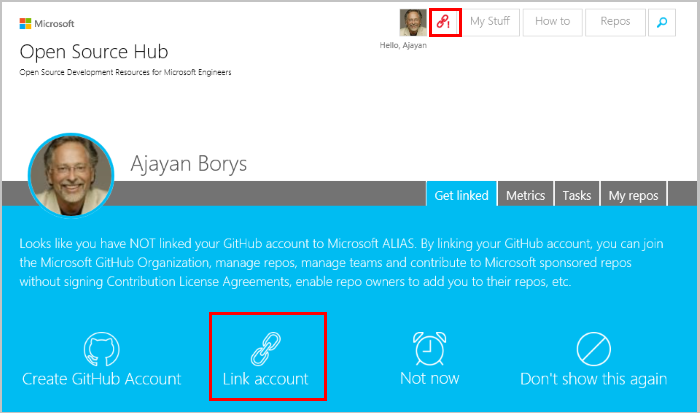 Microsoft
My Stuff
How to
Repos
Hello, Ajayan
Open Source Hub
Open Source Development Resources for Microsoft Engineers
Ajayan Borys
Get linked
Metrics
Tasks
My repos
Looks like you have NOT linked your GitHub account to Microsoft ALIAS. By linking your GitHub account, you can join
the Microsoft GitHub Organization, manage repos, manage teams and contribute to Microsoft sponsored repos
without signing Contribution License Agreements, enable repo owners to add you to their repos, etc.
Create GitHub Account
Link account
Not now
Don't show this again